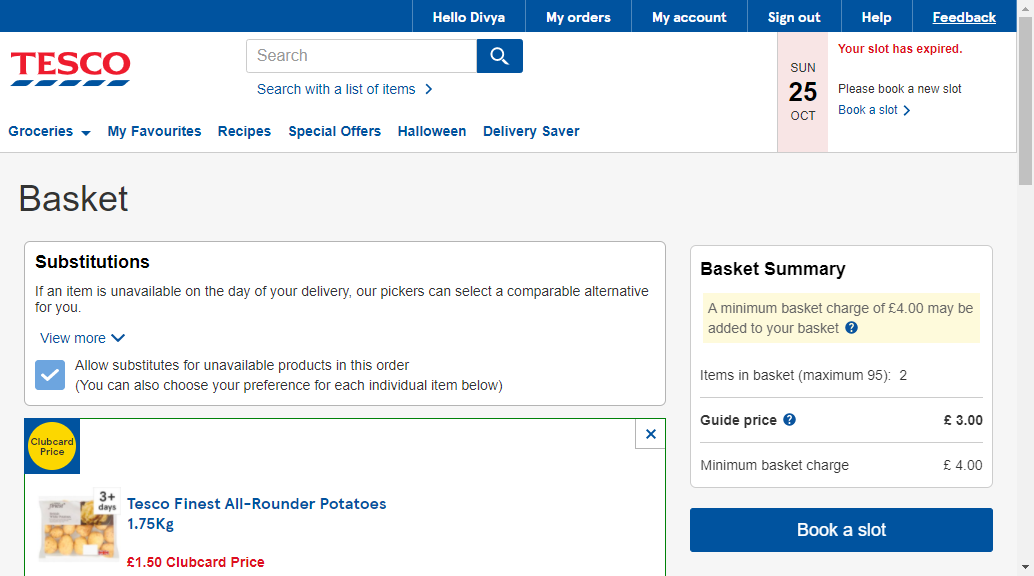 Hello Divya
My orders
My account
Sign out
Help
Feedback
TESCO
Search
Search with a list of items
Your slot has expired.
SUN
25
OCT
Please book a new slot
Book a slot
Groceries
My Favourites
Recipes
Special Offers
Halloween
Delivery Saver
Basket
Substitutions
If an item is unavailable on the day of your delivery, our pickers can select a comparable alternative
for you.
View more
Allow substitutes for unavailable products in this order
(You can also choose your preference for each individual item below)
Clubcard
Price
3+
days
Tesco Finest All-Rounder Potatoes
1.75Kg
£1.50 Clubcard Price
Basket Summary
A minimum basket charge of £4.00 may be
added to your basket ?
Items in basket (maximum 95): 2
Guide price ? £ 3.00
Minimum basket charge £ 4.00
Book a slot